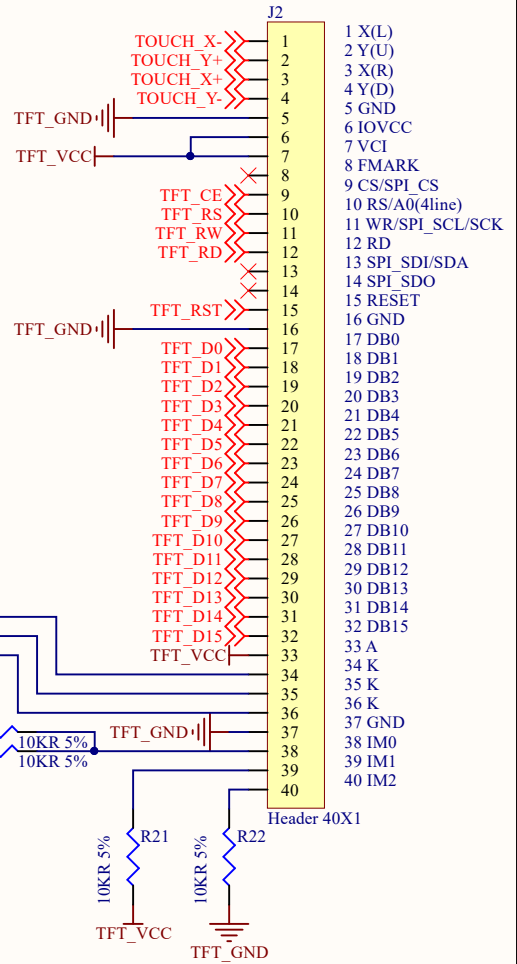 J2
TOUCH_X- 1
TOUCH_Y+ 2
TOUCH_X+ 3
TOUCH_Y- 4
TFT_GND 5
6
TFT_VCC 7
8
TFT_CE 9
TFT_RS 10
TFT_RW 11
TFT_RD 12
13
14
TFT_RST 15
TFT_GND 16
TFT_D0 17
TFT_D1 18
TFT_D2 19
TFT_D3 20
TFT_D4 21
TFT_D5 22
TFT_D6 23
TFT_D7 24
TFT_D8 25
TFT_D9 26
TFT_D10 27
TFT_D11 28
TFT_D12 29
TFT_D13 30
TFT_D14 31
TFT_D15 32
TFT_VCC 33
34
35
36
TFT_GND 37
10KR 5% 38
10KR 5% 39
40
1 X(L)
2 Y(U)
3 X(R)
4 Y(D)
5 GND
6 IOVCC
7 VCI
8 FMARK
9 CS/SPI_CS
10 RS/A0(4line)
11 WR/SPI_SCL/SCK
12 RD
13 SPI_SDI/SDA
14 SPI_SDO
15 RESET
16 GND
17 DB0
18 DB1
19 DB2
20 DB3
21 DB4
22 DB5
23 DB6
24 DB7
25 DB8
26 DB9
27 DB10
28 DB11
29 DB12
30 DB13
31 DB14
32 DB15
33 A
34 K
35 K
36 K
37 GND
38 IM0
39 IM1
40 IM2
Header 40X1
10KR 5%
R21
10KR 5%
R22
TFT_VCC
TFT_GND